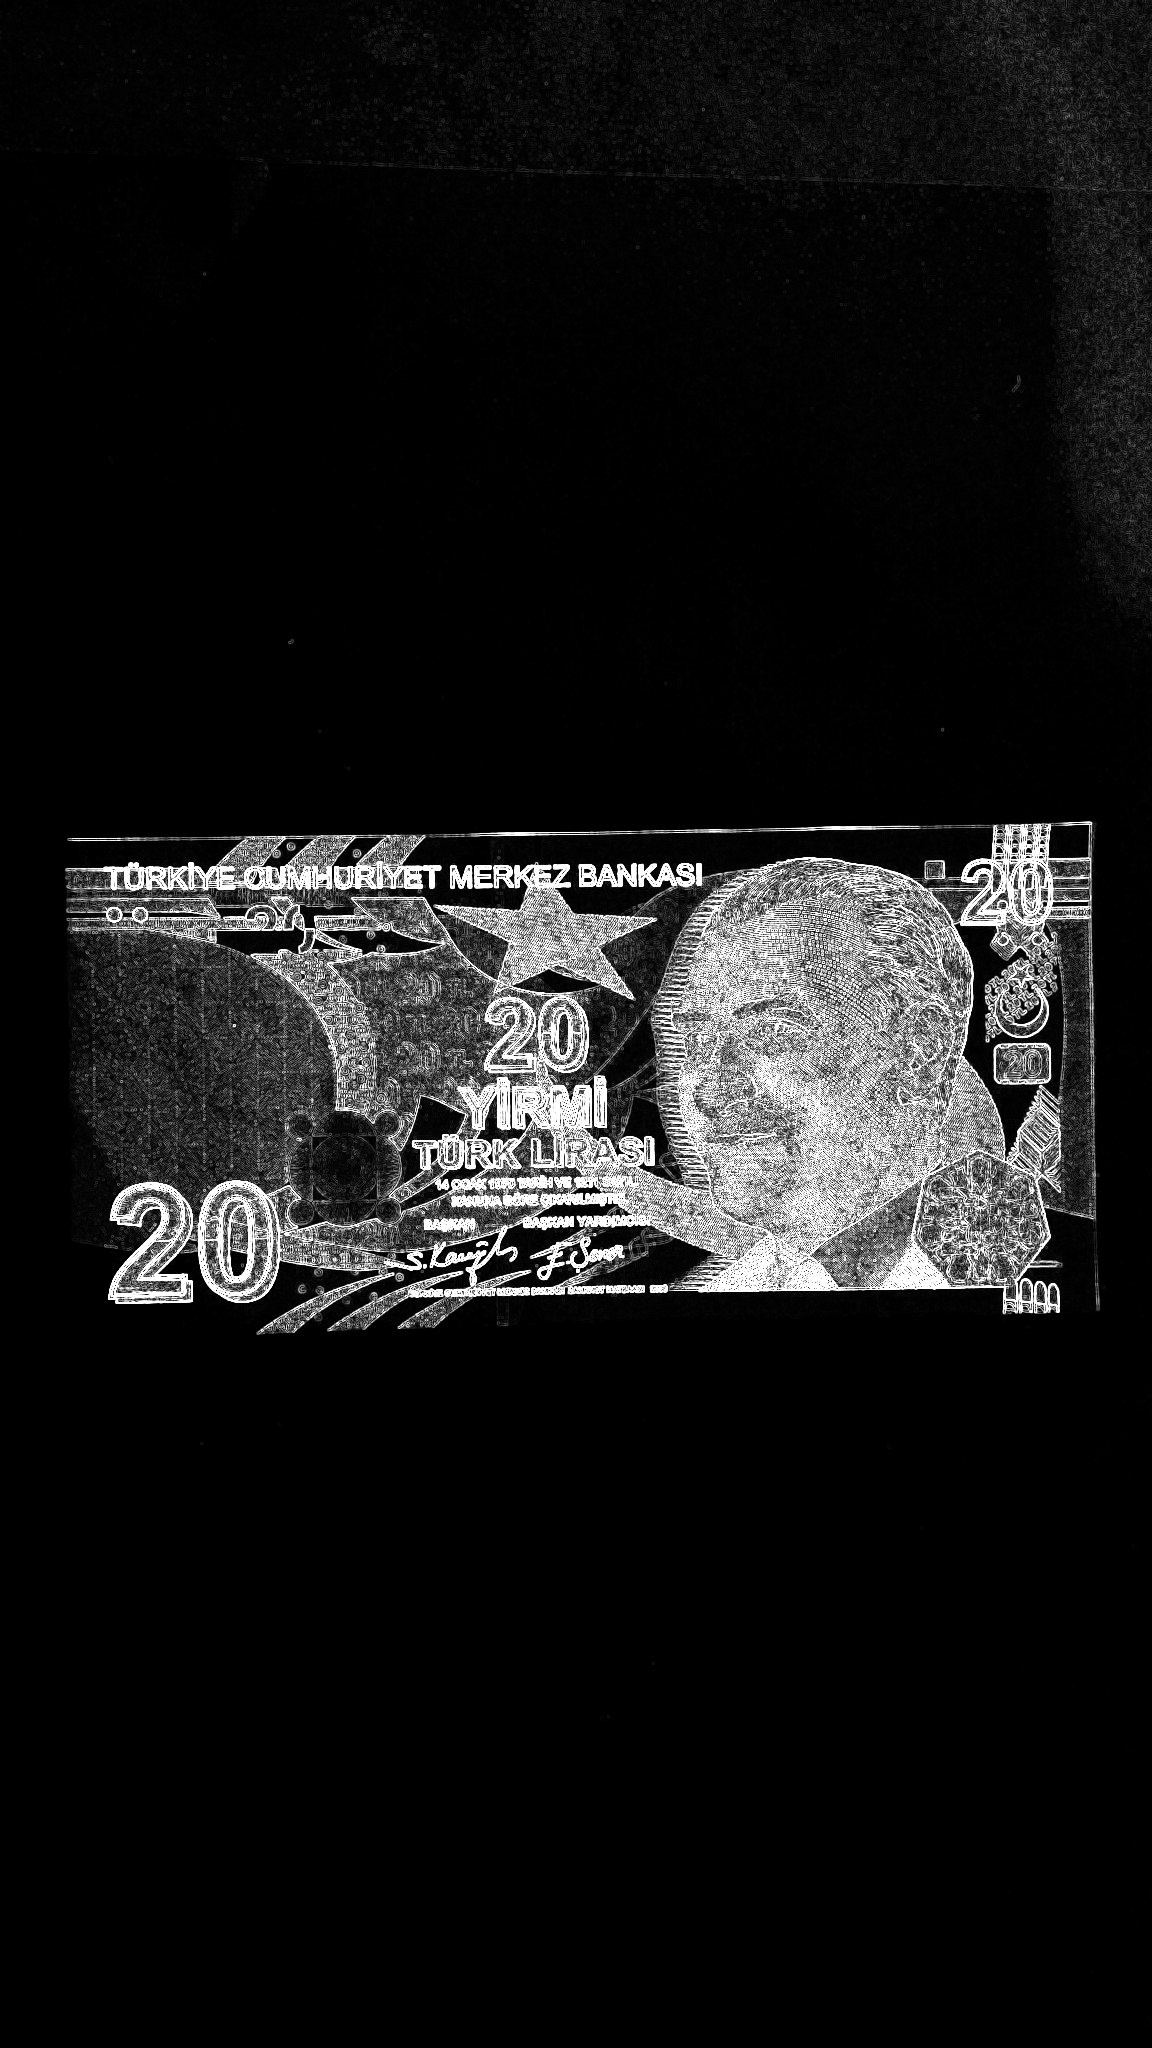 TÜRKİYE CUMHURİYET MERKEZ BANKASI
20
20
20
20
YİRMİ
TÜRK LİRASI
14 OCAK 1970 TARİH VE 1211 SAYILI
KANUNA GÖRE ÇIKARILMIŞTIR.
BAŞKAN BAŞKAN YARDIMCISI
20